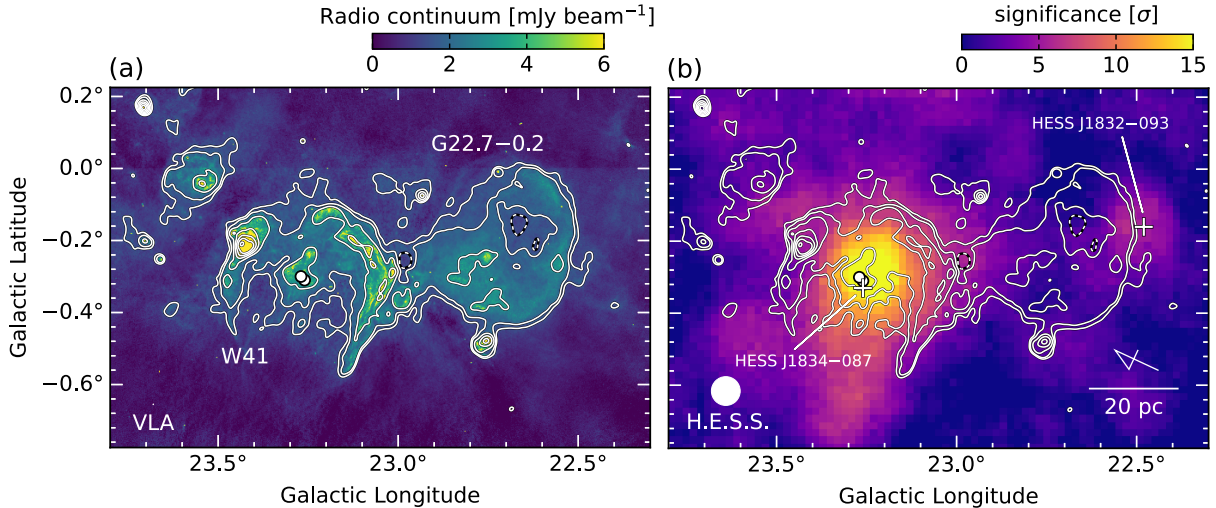 Radio continuum [mJy beam⁻¹]
0 2 4 6
(a)
0.2°
0.0°
−0.2°
−0.4°
−0.6°
Galactic Latitude
G22.7−0.2
W41
VLA
23.5° 23.0° 22.5°
Galactic Longitude
significance [σ]
0 5 10 15
(b)
HESS J1832−093
HESS J1834−087
H.E.S.S.
20 pc
23.5° 23.0° 22.5°
Galactic Longitude